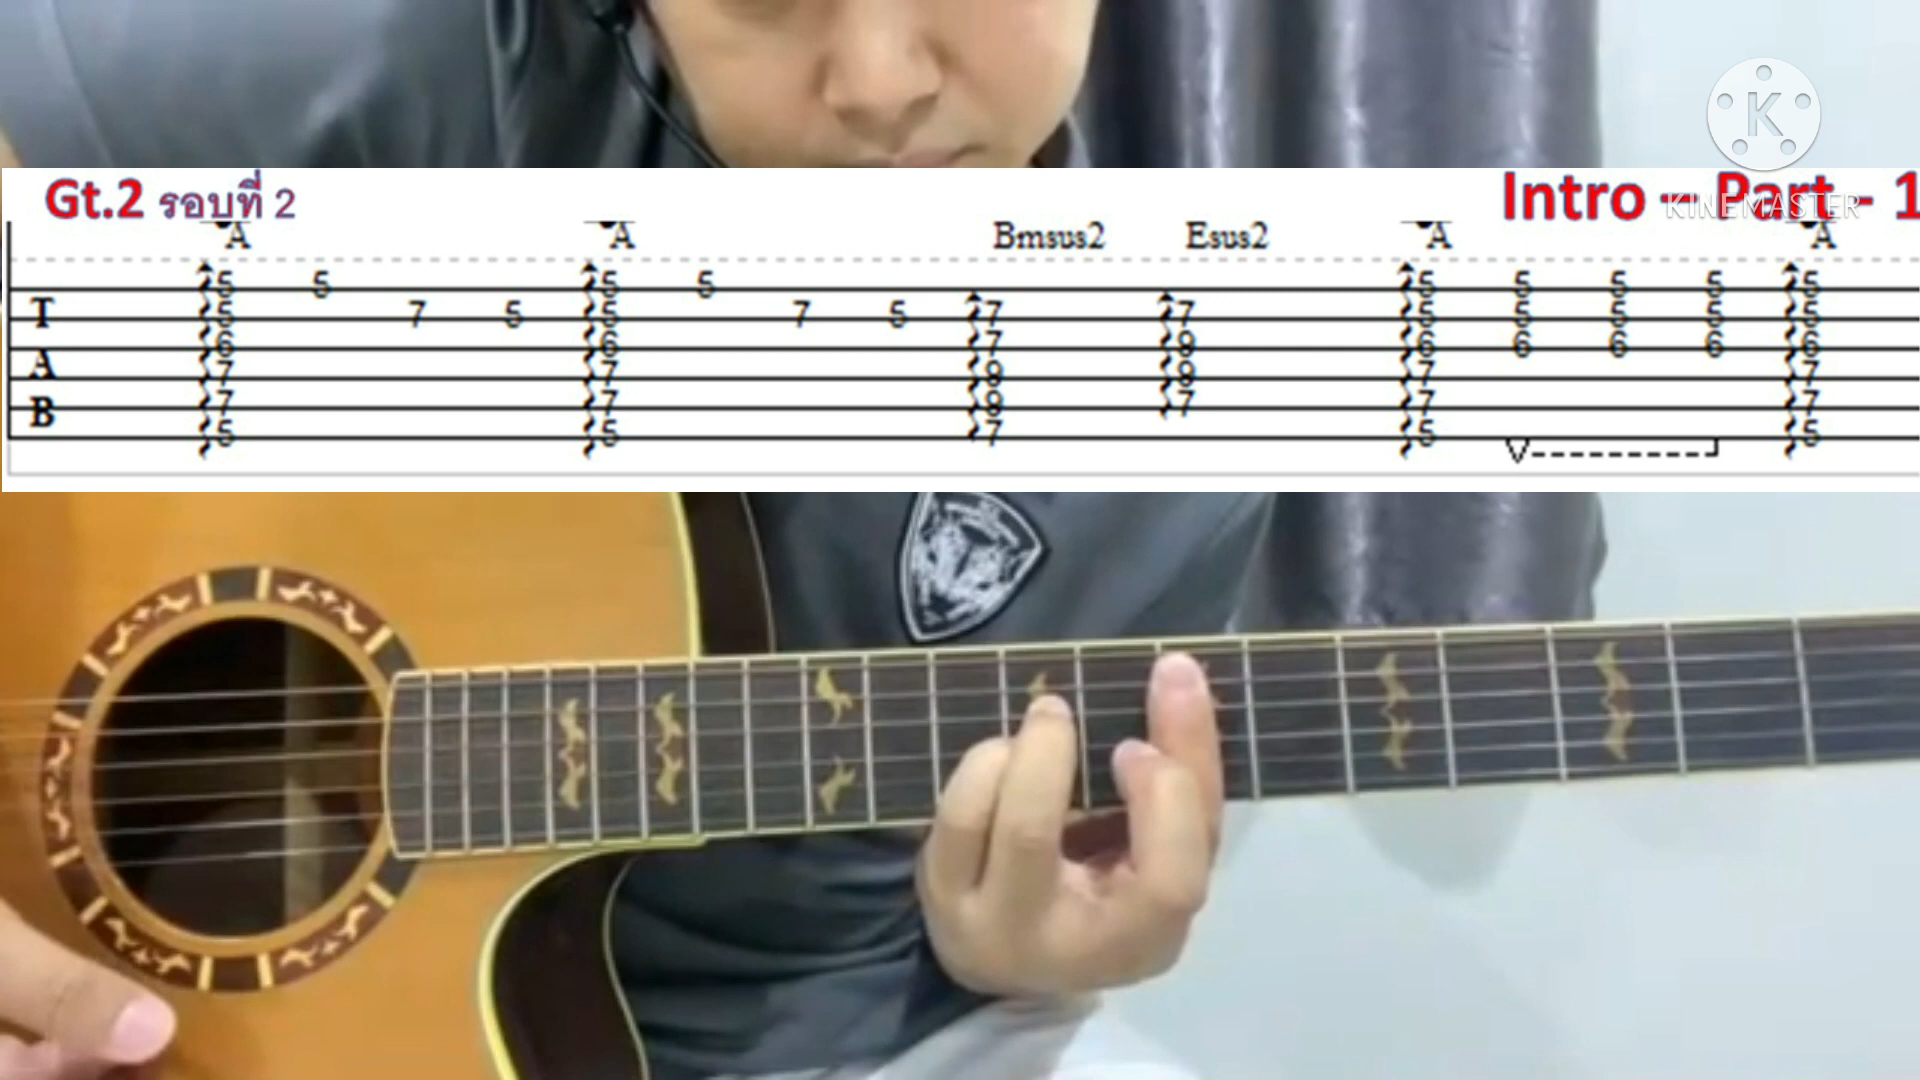 Gt.2 รอบที่ 2
Intro - Part - 1
K
KINEMASTER
A A Bmsus2 Esus2 A A
5 5 5 5 5 5 5 5 5
T 5 7 5 5 7 5 7 7 5 5 5 5 5
6 6 7 9 6 6 6 6 6
A 7 7 9 9 7 7
B 7 7 9 7 7 7
5 5 7 5 5